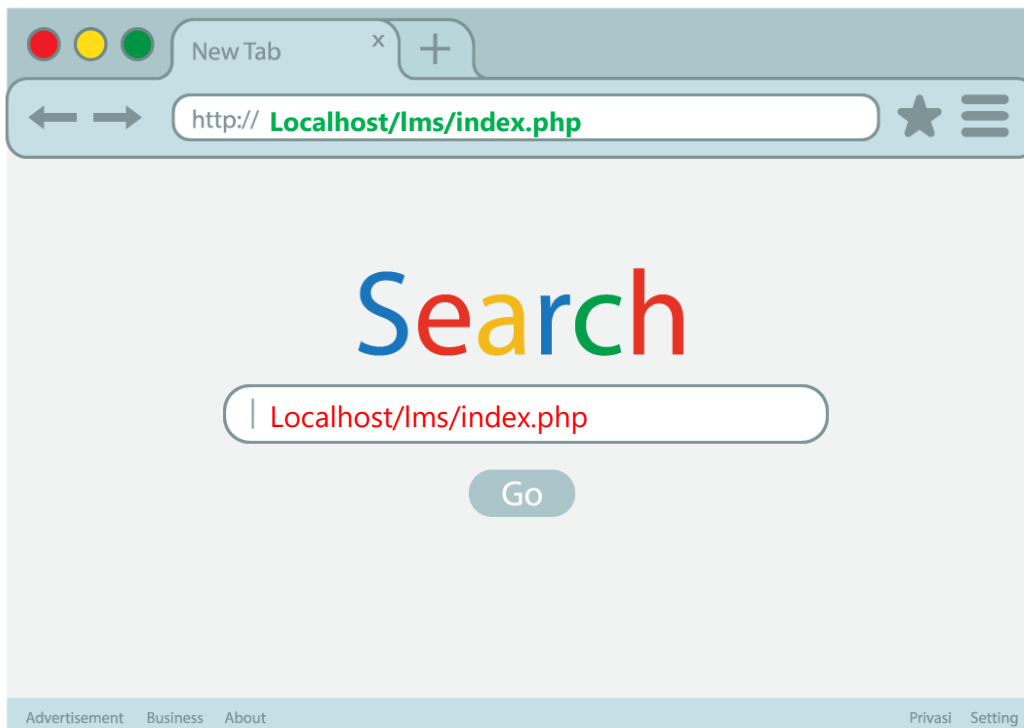 New Tab x
http:// Localhost/lms/index.php
Search
Localhost/lms/index.php
Go
Advertisement Business About Privasi Setting